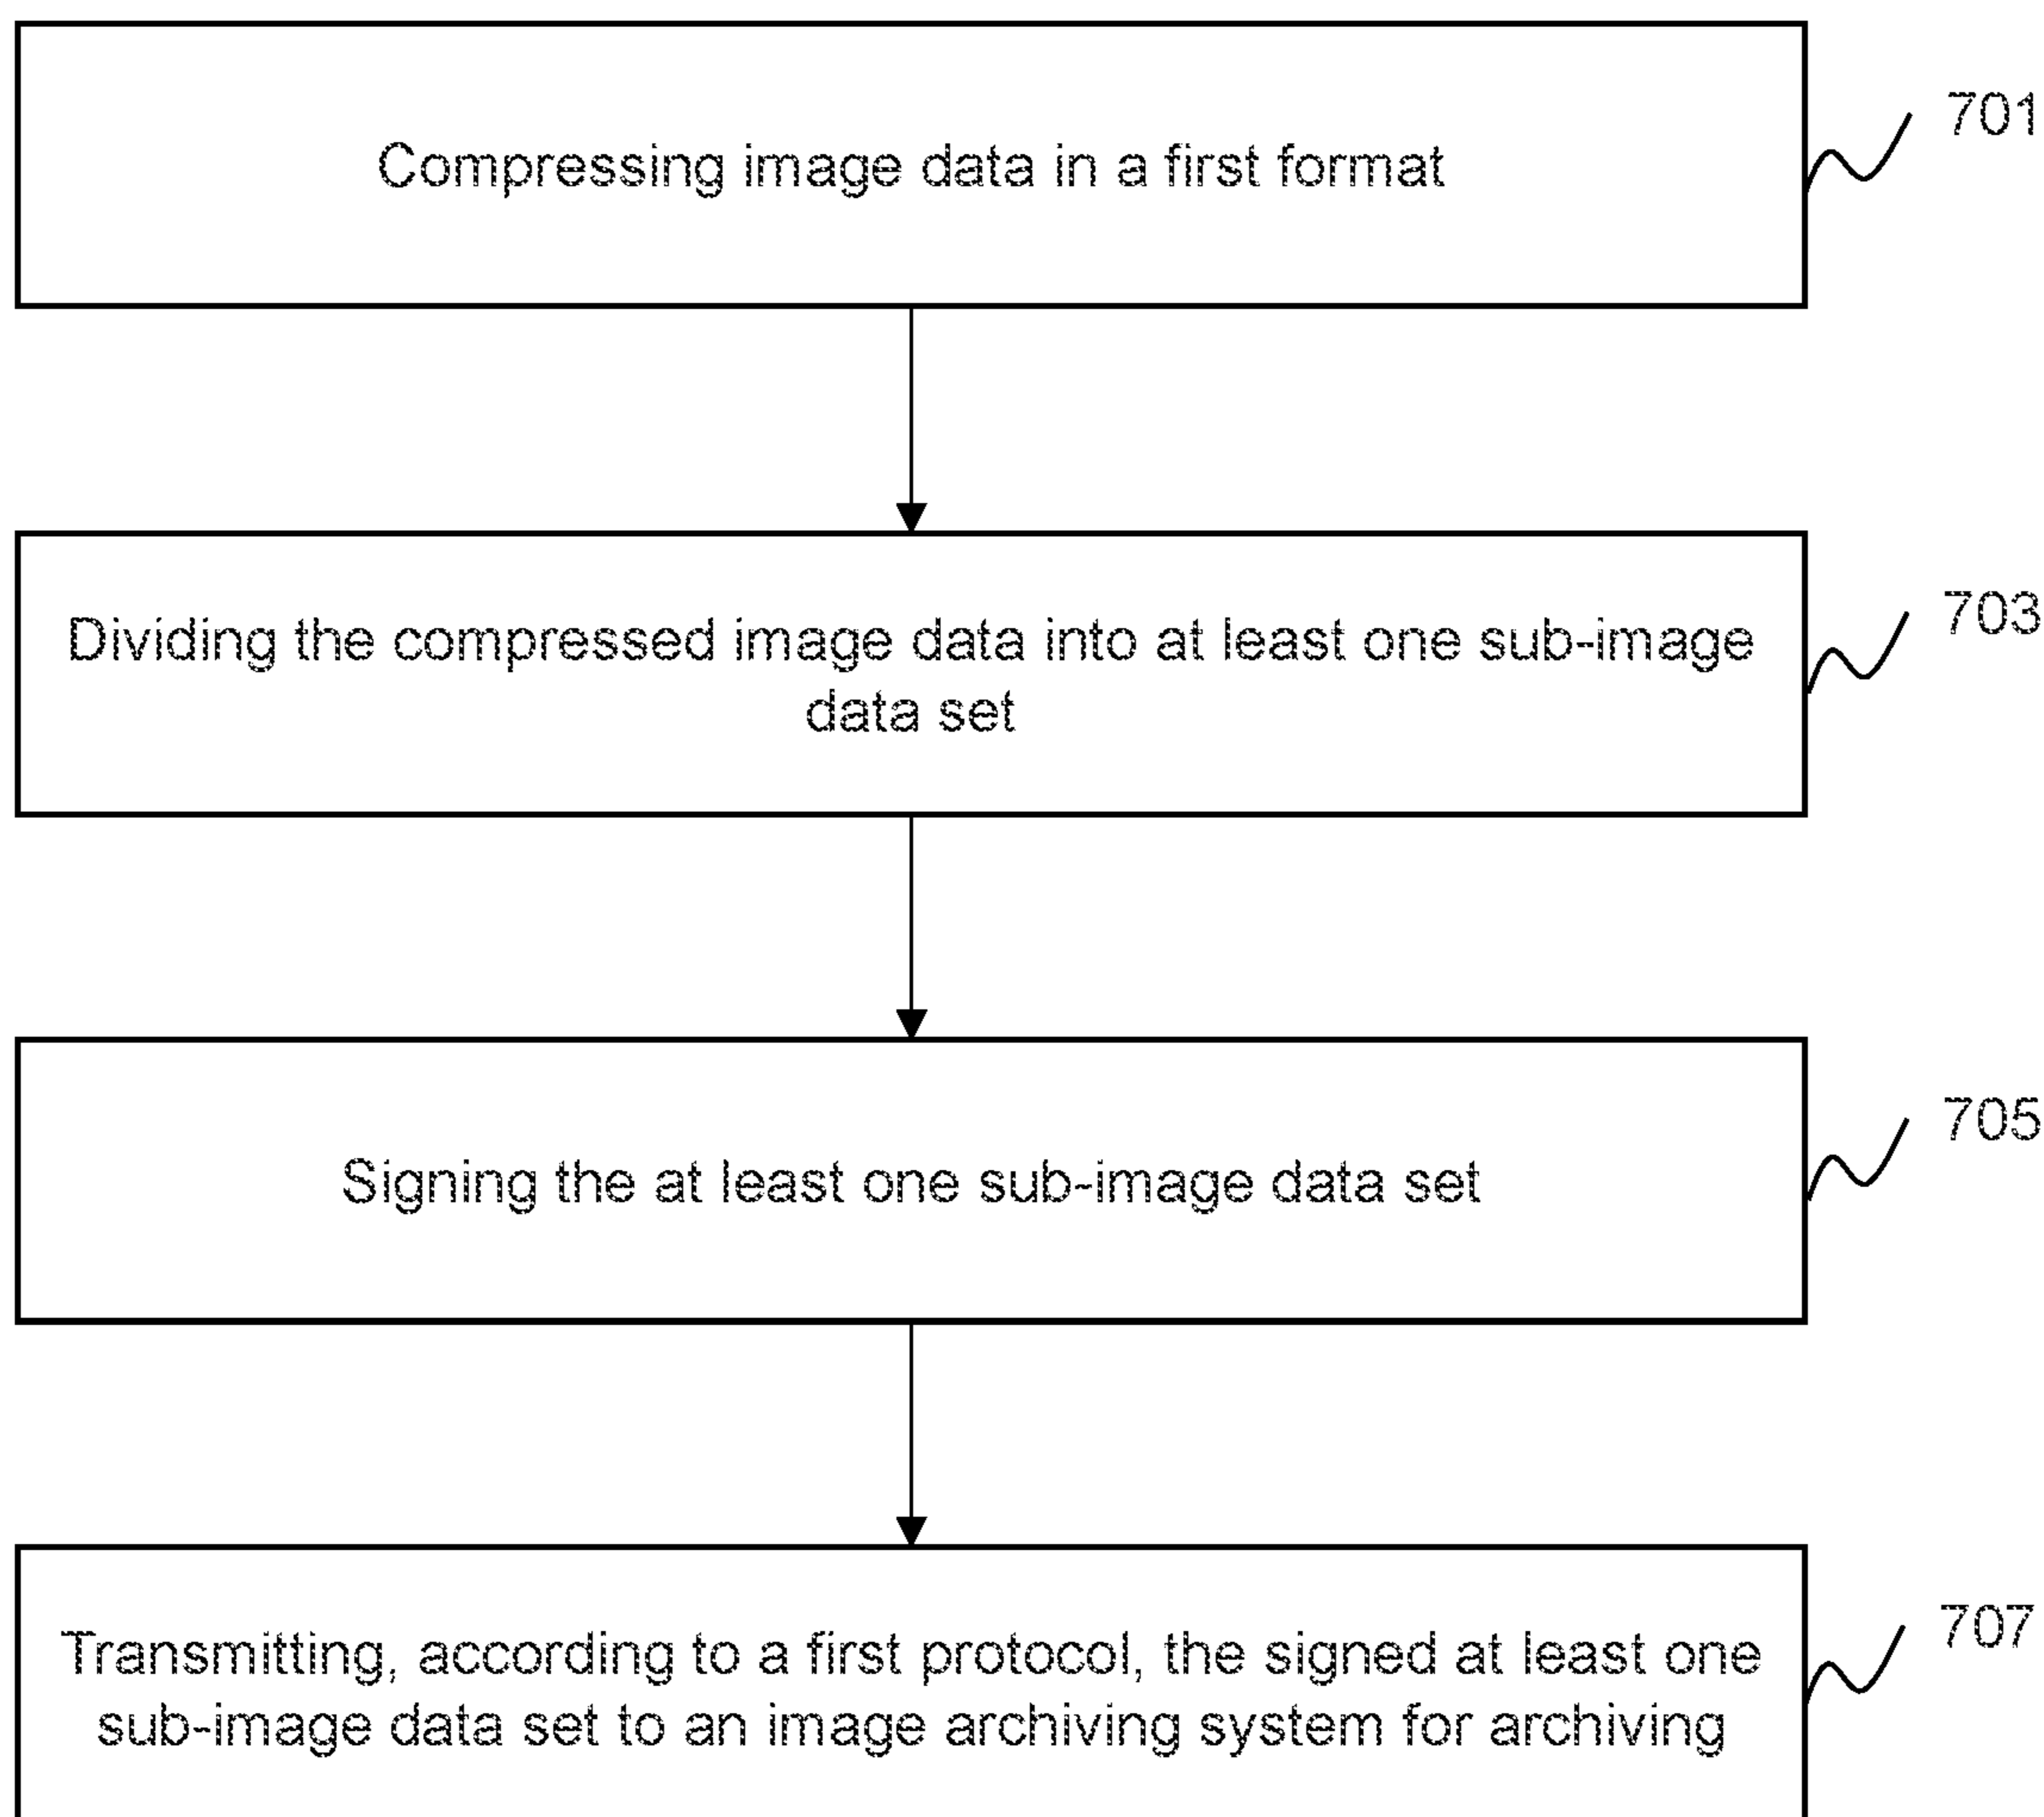 Compressing image data in a first format
701
Dividing the compressed image data into at least one sub-image
data set
703
Signing the at least one sub-image data set
705
Transmitting, according to a first protocol, the signed at least one
sub-image data set to an image archiving system for archiving
707